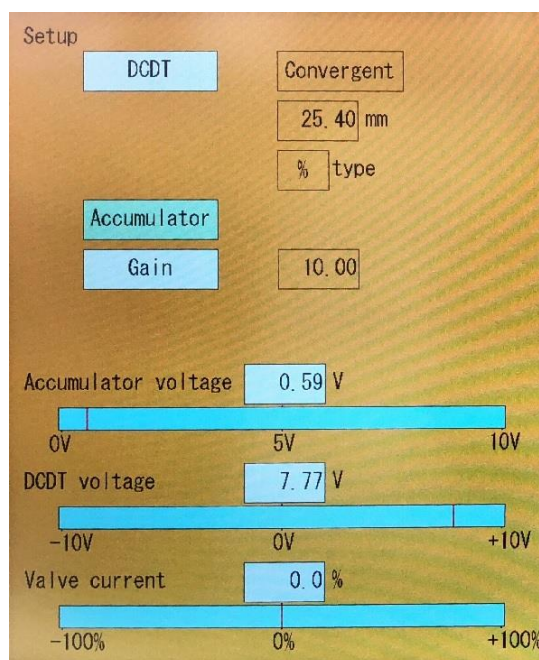 Setup
DCDT Convergent
25.40 mm
% type
Accumulator
Gain 10.00
Accumulator voltage 0.59 V
0V 5V 10V
DCDT voltage 7.77 V
-10V 0V +10V
Valve current 0.0 %
-100% 0% +100%